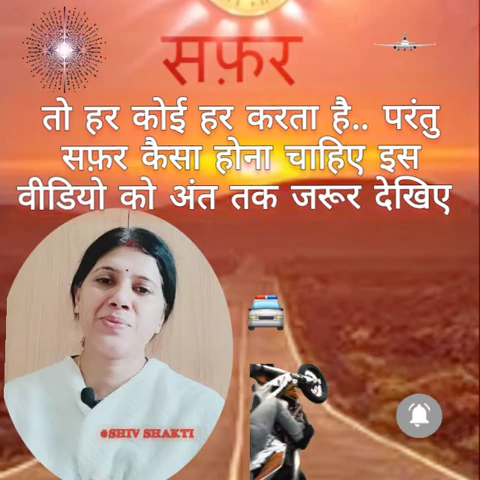 सफ़र
तो हर कोई हर करता है.. परंतु
सफ़र कैसा होना चाहिए इस
वीडियो को अंत तक जरूर देखिए
@SHIV SHAKTI